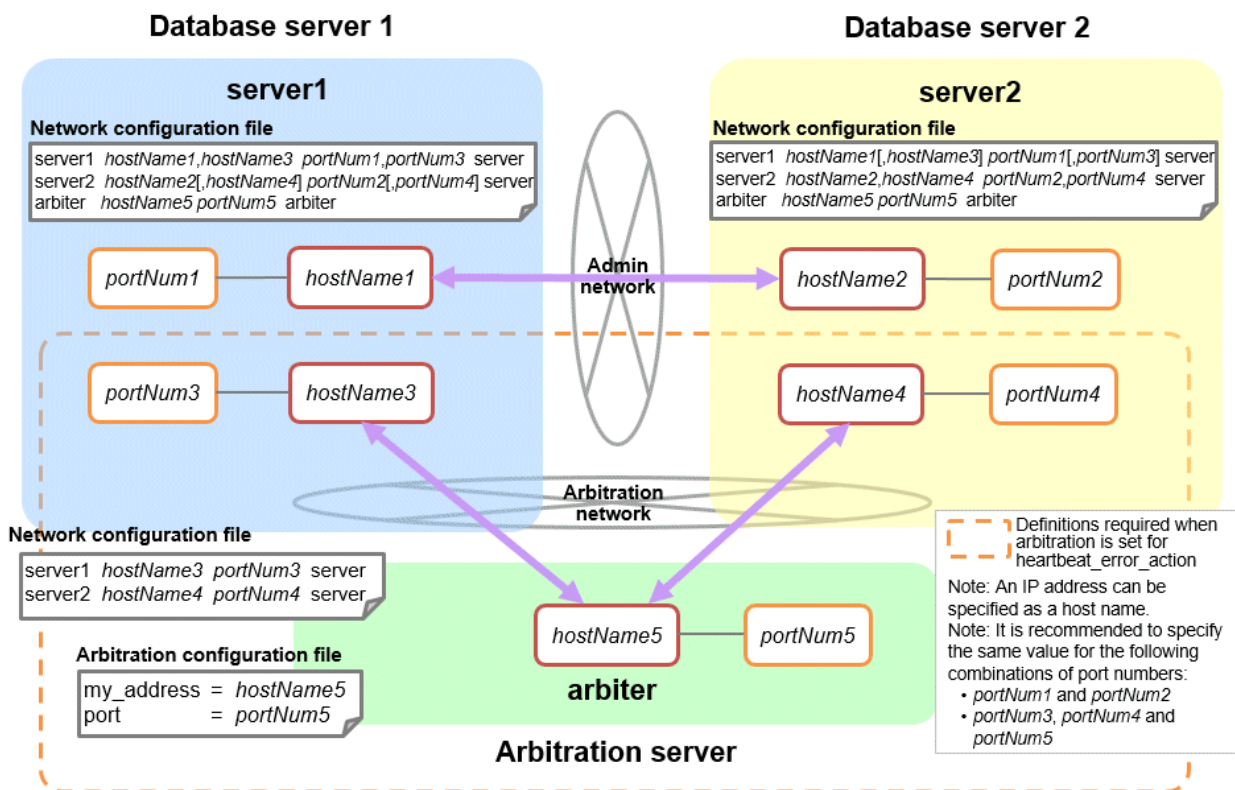 Database server 1
Database server 2
server1
Network configuration file
server1 hostName1,hostName3 portNum1,portNum3 server
server2 hostName2[,hostName4] portNum2[,portNum4] server
arbiter hostName5 portNum5 arbiter
server2
Network configuration file
server1 hostName1[,hostName3] portNum1[,portNum3] server
server2 hostName2,hostName4 portNum2,portNum4 server
arbiter hostName5 portNum5 arbiter
portNum1
hostName1
Admin
network
hostName2
portNum2
portNum3
hostName3
hostName4
portNum4
Arbitration
network
Network configuration file
server1 hostName3 portNum3 server
server2 hostName4 portNum4 server
Arbitration configuration file
my_address = hostName5
port = portNum5
hostName5
portNum5
arbiter
Arbitration server
Definitions required when
arbitration is set for
heartbeat_error_action
Note: An IP address can be
specified as a host name.
Note: It is recommended to specify
the same value for the following
combinations of port numbers:
• portNum1 and portNum2
• portNum3, portNum4 and
portNum5